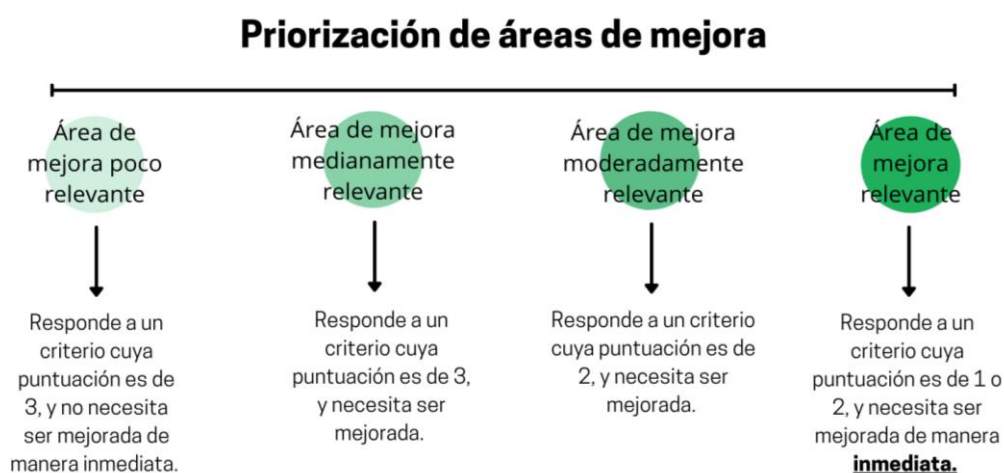 Priorización de áreas de mejora
Área de
mejora poco
relevante
Área de mejora
medianamente
relevante
Área de mejora
moderadamente
relevante
Área de
mejora
relevante
Responde a un
criterio cuya
puntuación es de
3, y no necesita
ser mejorada de
manera inmediata.
Responde a un
criterio cuya
puntuación es de 3,
y necesita ser
mejorada.
Responde a un criterio
cuya puntuación es de
2, y necesita ser
mejorada.
Responde a un
criterio cuya
puntuación es de 1 o
2, y necesita ser
mejorada de manera
inmediata.